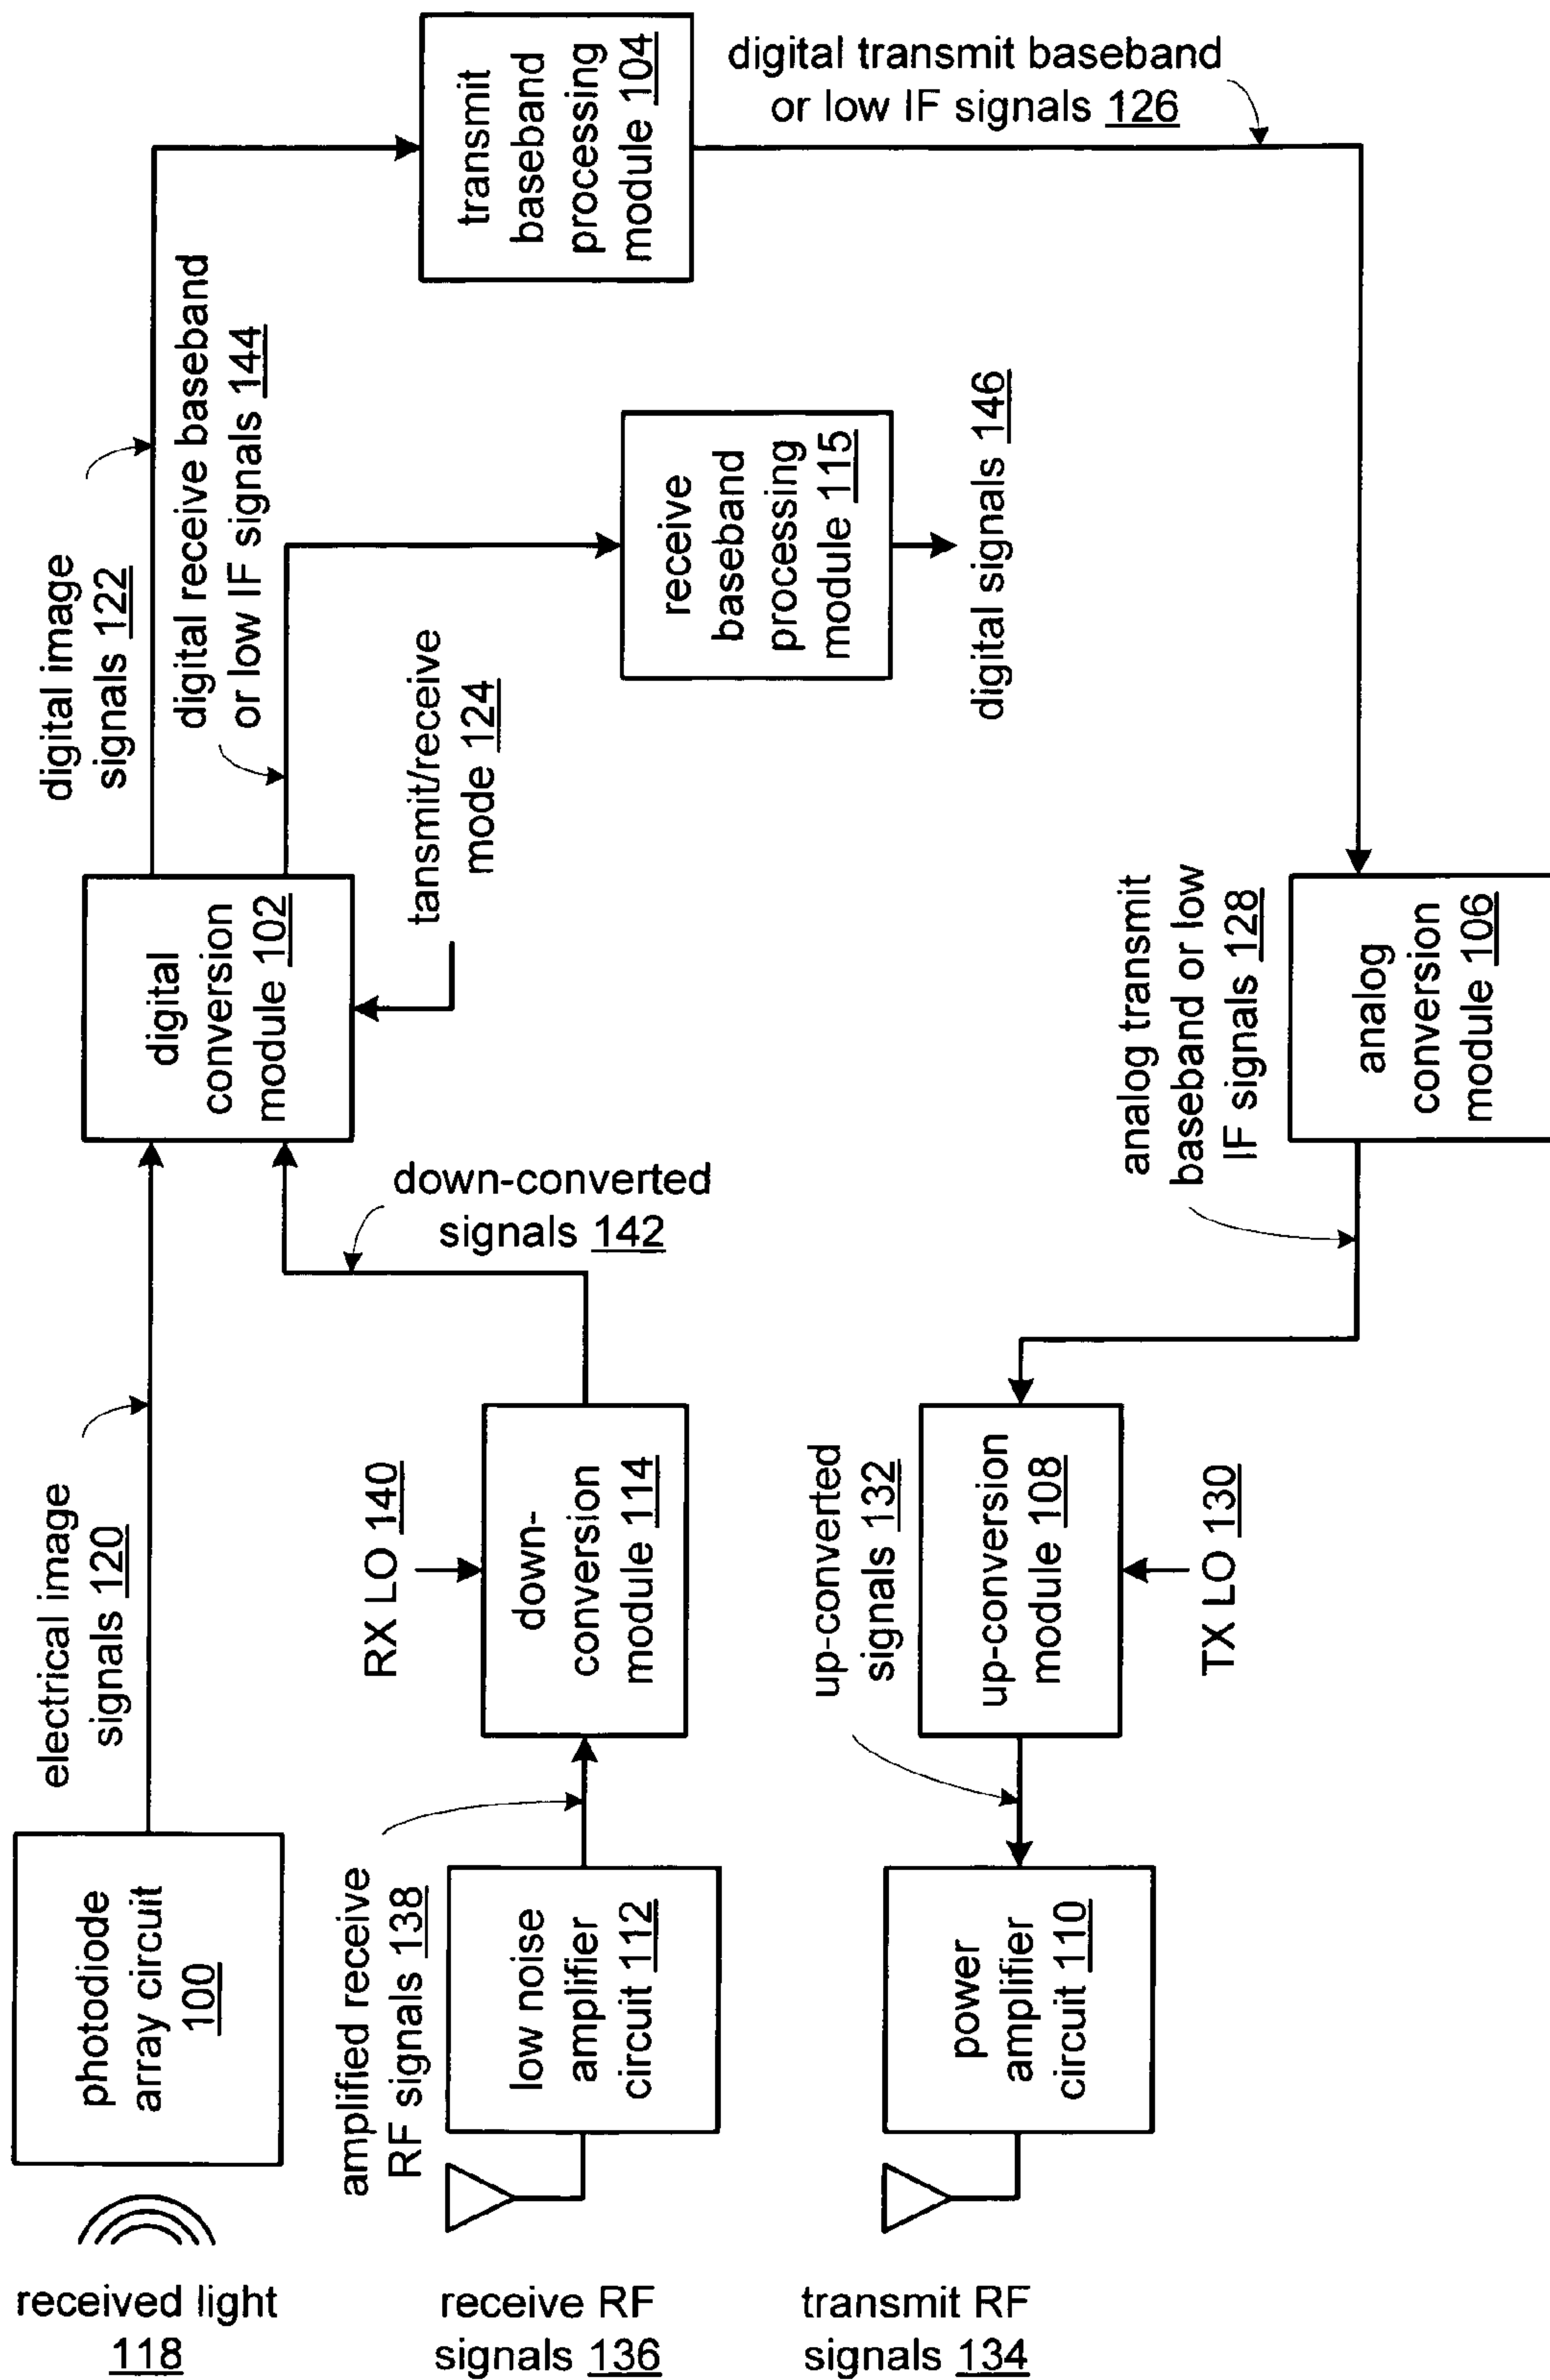 digital image
signals 122
digital receive baseband
or low IF signals 144
transmit
baseband
processing
module 104
digital transmit baseband
or low IF signals 126
receive
baseband
processing
module 115
digital signals 146
digital
conversion
module 102
tansmit/receive
mode 124
electrical image
signals 120
down-converted
signals 142
photodiode
array circuit
100
received light
118
RX LO 140
down-
conversion
module 114
amplified receive
RF signals 138
low noise
amplifier
circuit 112
receive RF
signals 136
analog transmit
baseband or low
IF signals 128
analog
conversion
module 106
up-converted
signals 132
up-conversion
module 108
TX LO 130
power
amplifier
circuit 110
transmit RF
signals 134